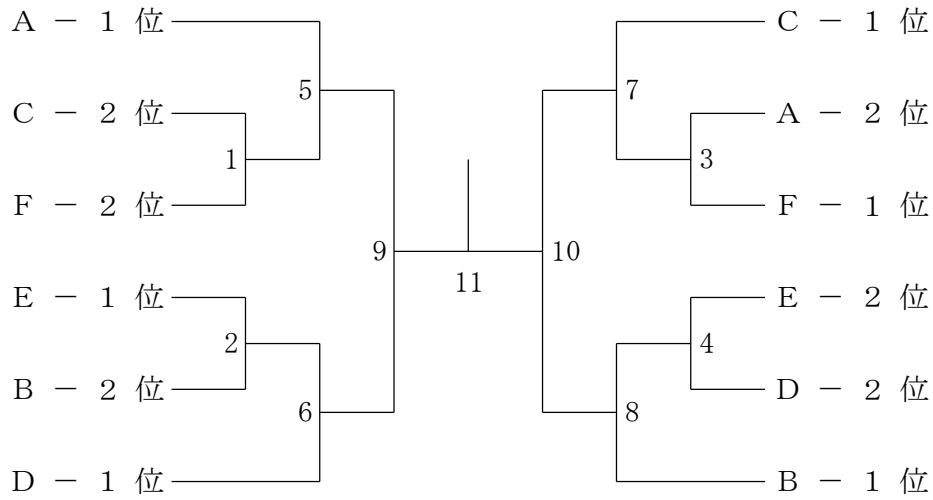 A － 1 位
C － 2 位
F － 2 位
E － 1 位
B － 2 位
D － 1 位
5
1
9
2
6
11
7
3
10
4
8
C － 1 位
A － 2 位
F － 1 位
E － 2 位
D － 2 位
B － 1 位